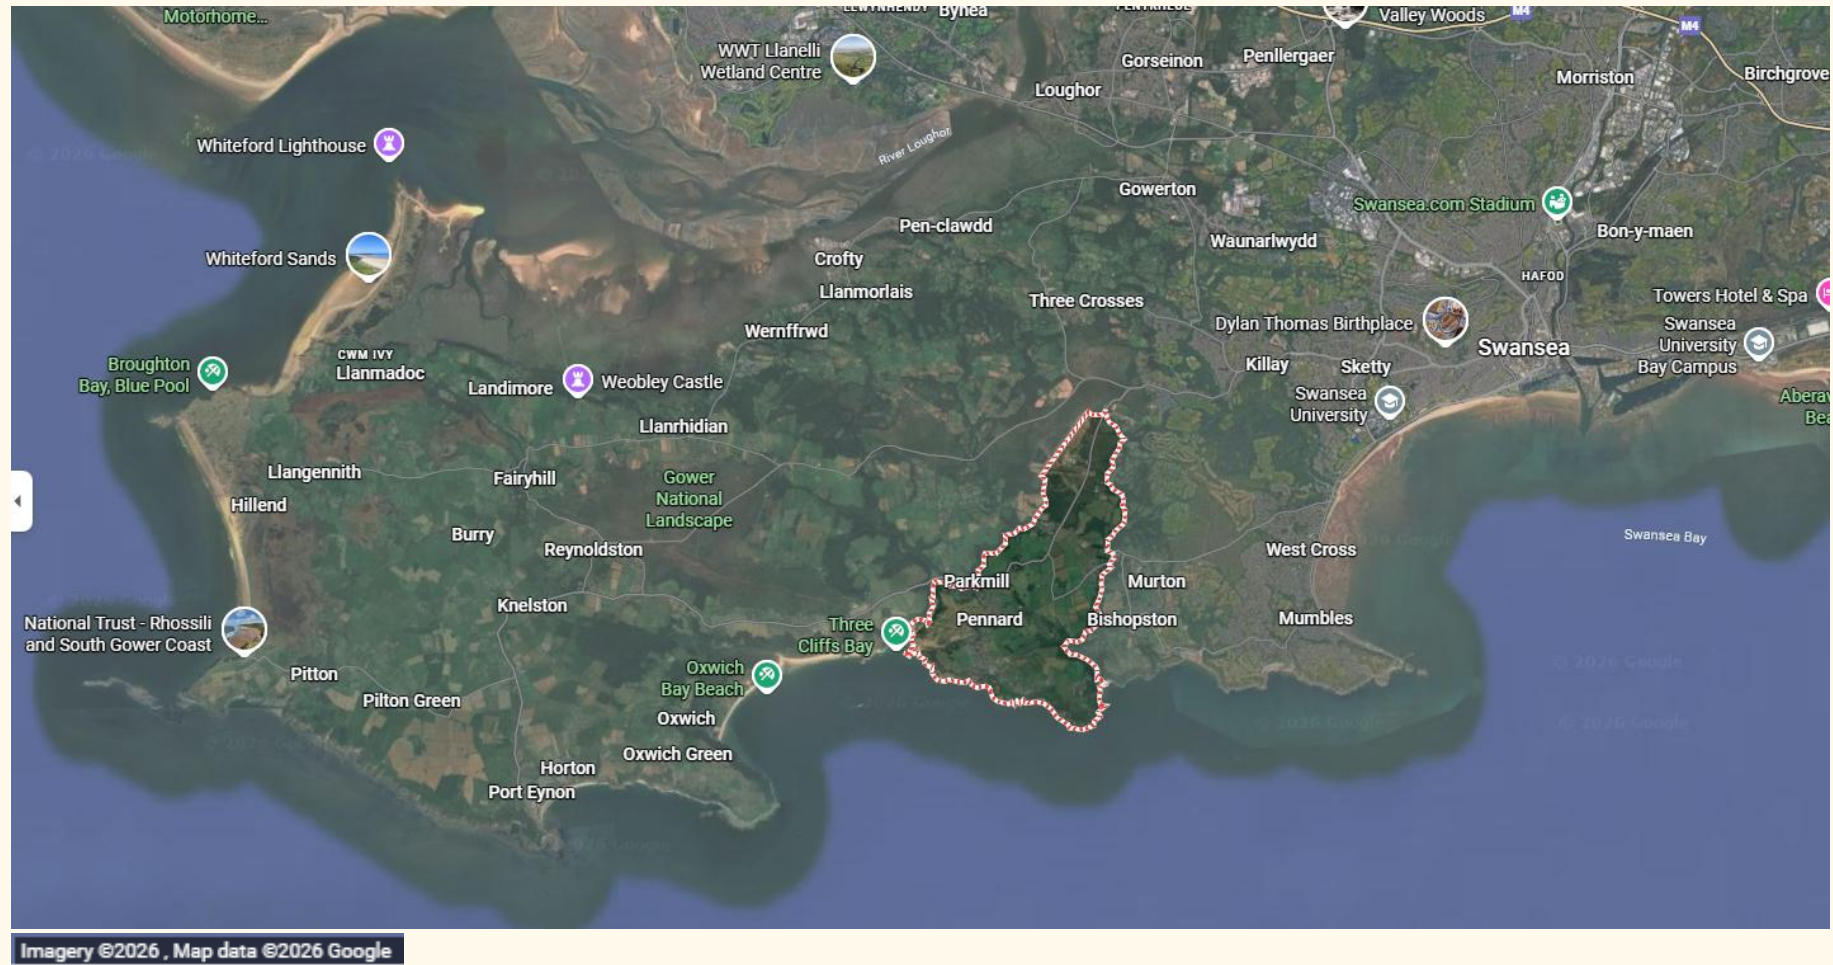 Motorhome...
LLWYNHENDY
Bynea
Valley Woods
M4
M4
WWT Llanelli
Wetland Centre
Gorseinon
Penllergaer
Morriston
Birchgrove
Loughor
River Loughor
Whiteford Lighthouse
Gowerton
Swansea.com Stadium
Pen-clawdd
Waunarlwydd
Bon-y-maen
Whiteford Sands
Crofty
HAFOD
Llanmorlais
Three Crosses
Towers Hotel & Spa
Wernffrwd
Dylan Thomas Birthplace
Swansea
University
Bay Campus
Swansea
CWM IVY
Llanmadoc
Broughton
Bay, Blue Pool
Landimore
Weobley Castle
Killay
Sketty
Swansea
University
Aberav
Bea
Llanrhidian
Llangennith
Fairyhill
Gower
National
Landscape
Hillend
Burry
Reynoldston
West Cross
Swansea Bay
Parkmill
Murton
Knelston
National Trust - Rhossili
and South Gower Coast
Three
Cliffs Bay
Pennard
Bishopston
Mumbles
Pitton
Oxwich
Bay Beach
Pilton Green
Oxwich
Oxwich Green
Horton
Port Eynon
Imagery ©2026 , Map data ©2026 Google